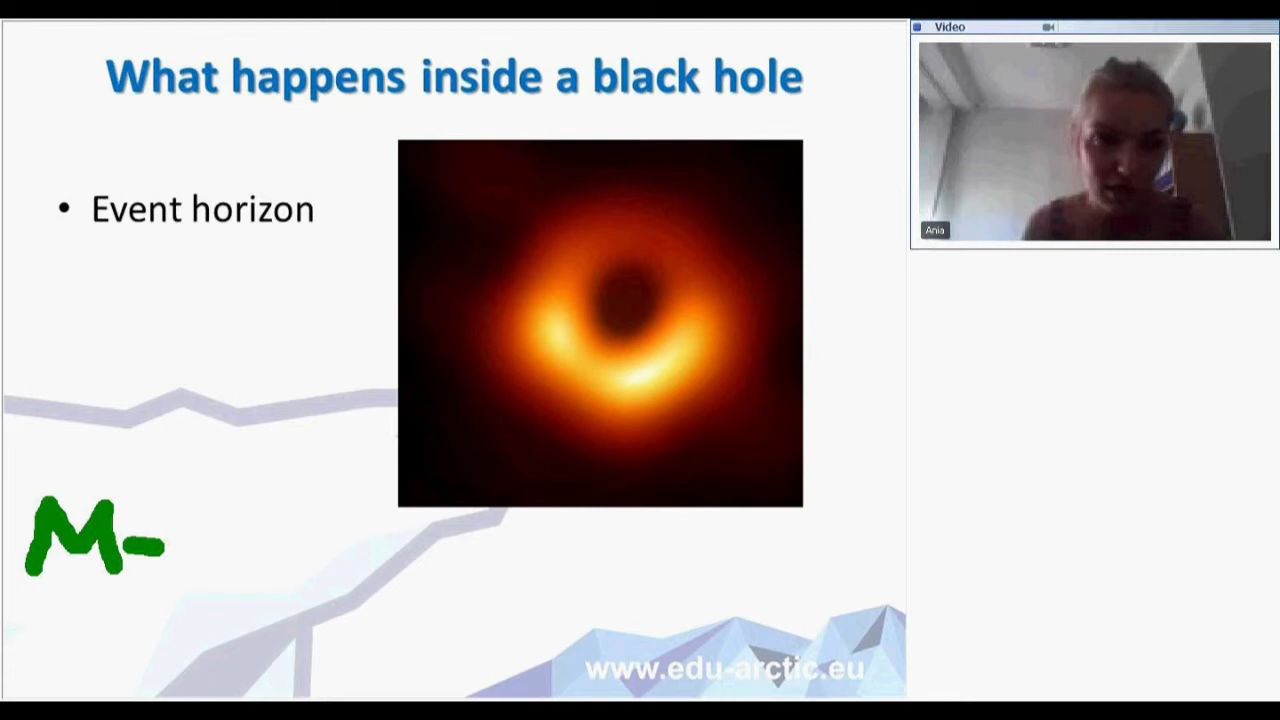 What happens inside a black hole
• Event horizon
M-
www.edu-arctic.eu
Video
Ania